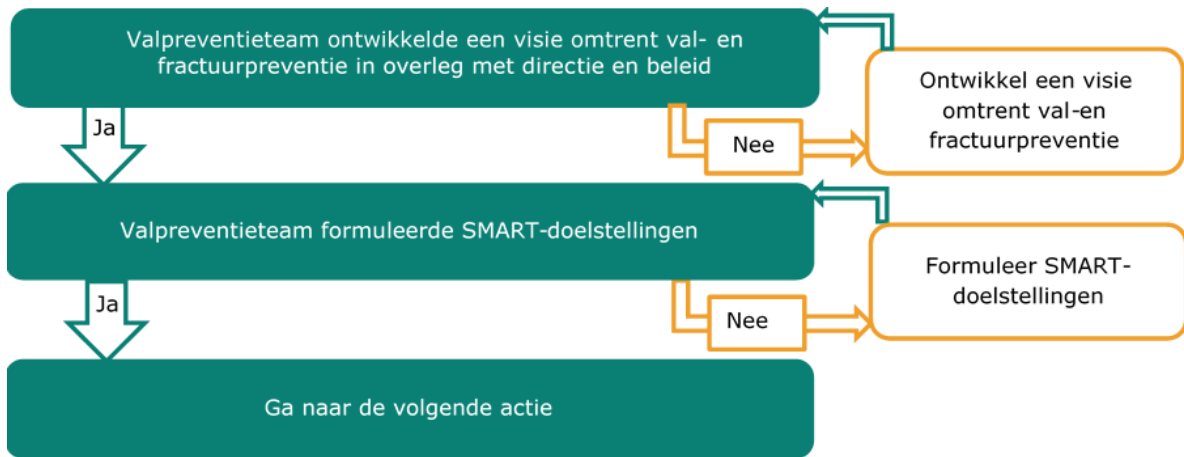 Valpreventieteam ontwikkelde een visie omtrent val- en
fractuurpreventie in overleg met directie en beleid
Ontwikkel een visie
omtrent val-en
fractuurpreventie
Ja
Nee
Valpreventieteam formuleerde SMART-doelstellingen
Formuleer SMART-
doelstellingen
Ja
Nee
Ga naar de volgende actie